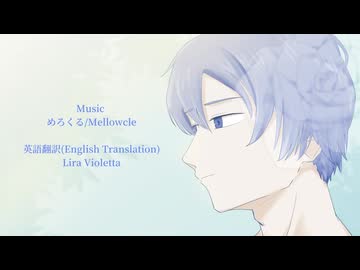 Music
めろくる/Mellowcle
英語翻訳(English Translation)
Lira Violetta